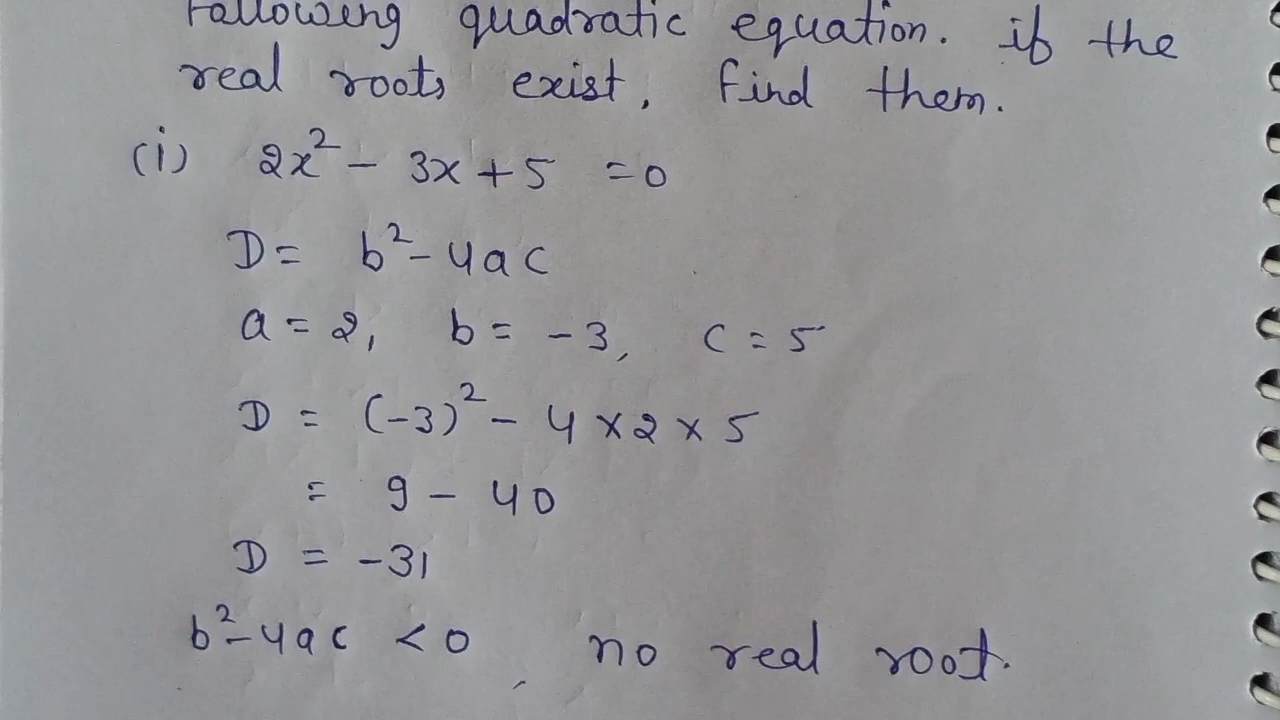 Following quadratic equation. if the
real roots exist, find them.
(i) 2x² - 3x + 5 = 0
D = b² - 4ac
a = 2, b = -3, c = 5
D = (-3)² - 4 × 2 × 5
= 9 - 40
D = -31
b² - 4ac < 0, no real root.